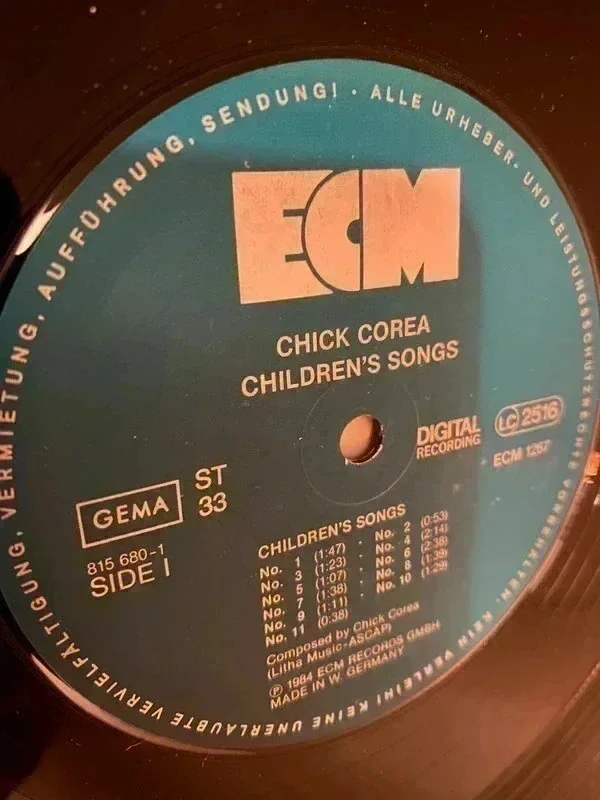 ALLE URHEBER- UND LEISTUNGSSCHUTZRECHTE VORBEHALTEN. KEIN VERLEIH! KEINE UNERLAUBTE VERVIELFÄLTIGUNG, VERMIETUNG, AUFFÜHRUNG, SENDUNG! ·
ECM
CHICK COREA
CHILDREN'S SONGS
DIGITAL
RECORDING
LC 2516
ECM 1267
GEMA
ST
33
815 680-1
SIDE I
CHILDREN'S SONGS
No. 1 (1:47) · No. 2 (0:53)
No. 3 (1:23) · No. 4 (2:14)
No. 5 (1:07) · No. 6 (2:38)
No. 7 (1:38) · No. 8 (1:39)
No. 9 (1:11) · No. 10 (1:29)
No. 11 (0:38)
Composed by Chick Corea
(Litha Music-ASCAP)
℗ 1984 ECM RECORDS GMBH
MADE IN W. GERMANY